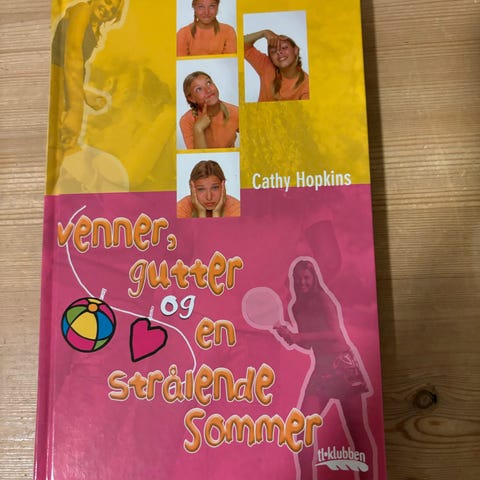 Cathy Hopkins
venner,
gutter
og
en
strålende
sommer
tl•klubben